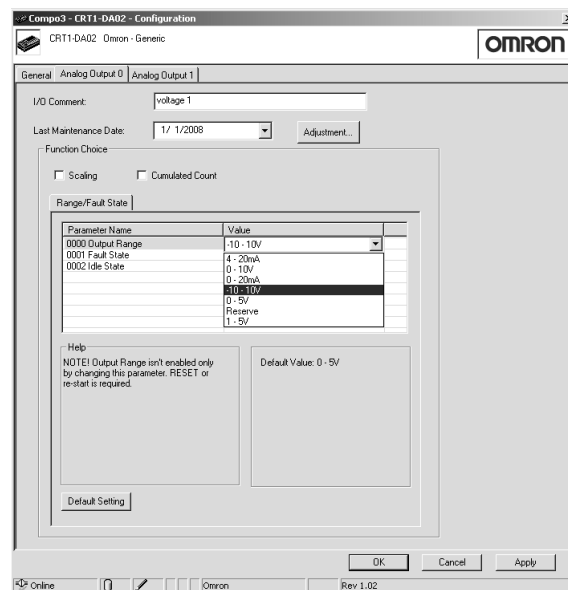 Compo3 - CRT1-DA02 - Configuration
CRT1-DA02 Omron - Generic
OMRON
General Analog Output 0 Analog Output 1
I/O Comment: voltage 1
Last Maintenance Date: 1/ 1/2008 Adjustment...
Function Choice
Scaling Cumulated Count
Range/Fault State
Parameter Name Value
0000 Output Range -10 - 10V
0001 Fault State 4 - 20mA
0002 Idle State 0 - 10V
0 - 20mA
-10 - 10V
0 - 5V
Reserve
1 - 5V
Help
NOTE! Output Range isn't enabled only
by changing this parameter. RESET or
re-start is required.
Default Value: 0 - 5V
Default Setting
OK Cancel Apply
Online Omron Rev 1.02